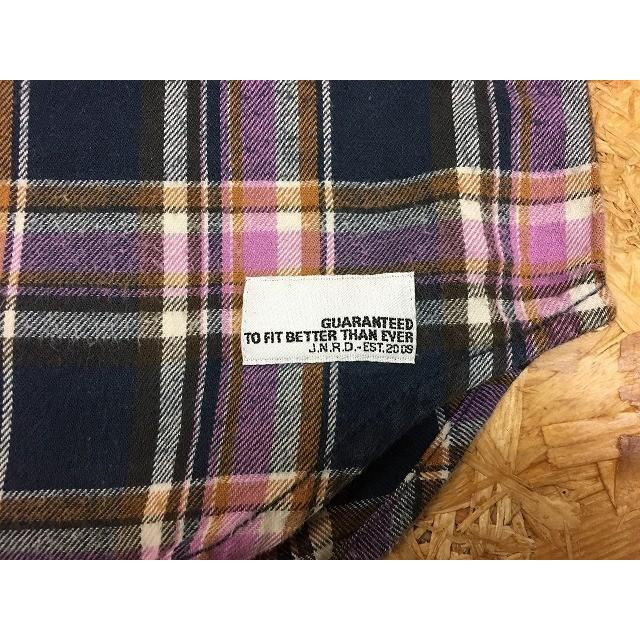 GUARANTEED
TO FIT BETTER THAN EVER
J.N.R.D.-EST.2009